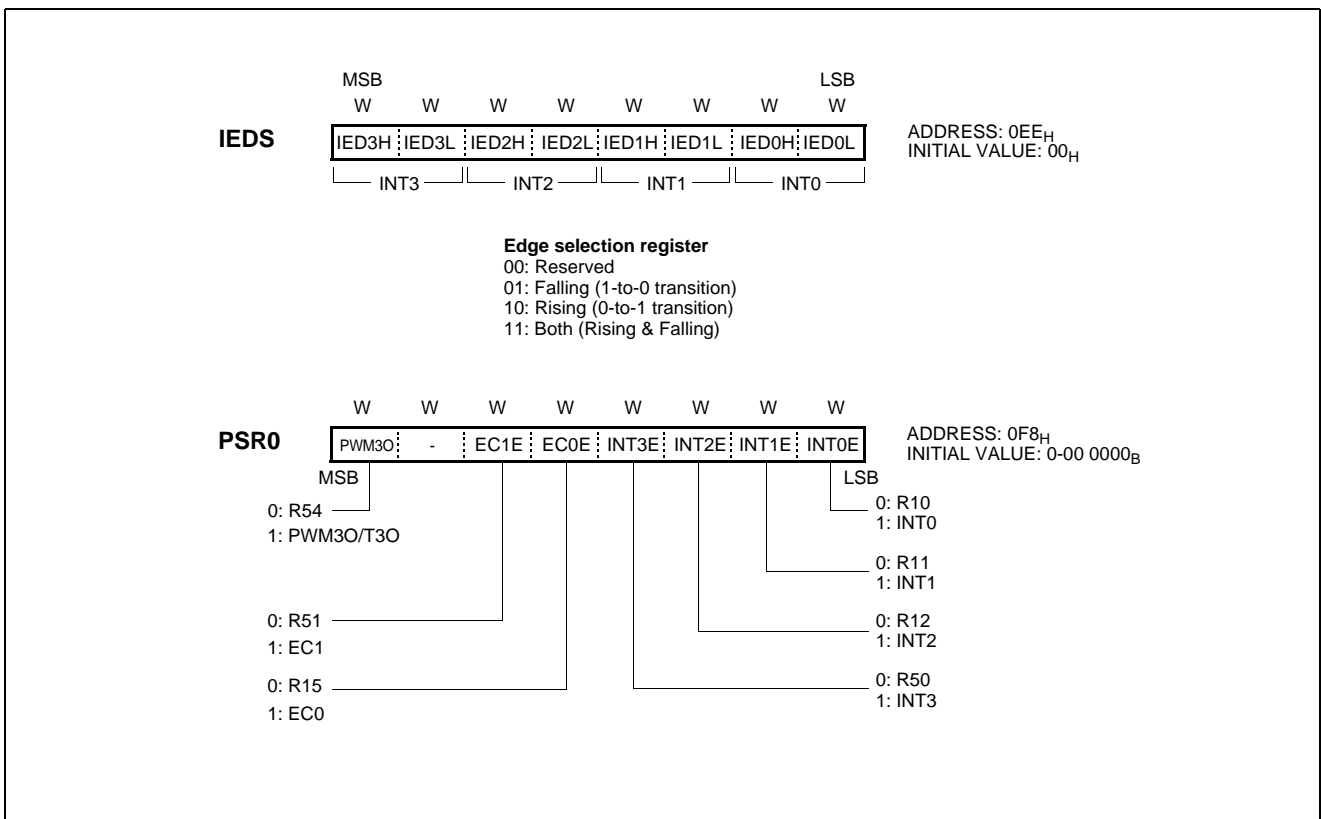 MSB LSB
W W W W W W W W
IEDS IED3H IED3L IED2H IED2L IED1H IED1L IED0H IED0L ADDRESS: 0EEH
INITIAL VALUE: 00H
INT3 INT2 INT1 INT0
Edge selection register
00: Reserved
01: Falling (1-to-0 transition)
10: Rising (0-to-1 transition)
11: Both (Rising & Falling)
W W W W W W W W
PSR0 PWM3O - EC1E EC0E INT3E INT2E INT1E INT0E ADDRESS: 0F8H
INITIAL VALUE: 0-00 0000B
MSB LSB
0: R54
1: PWM3O/T3O
0: R51
1: EC1
0: R15
1: EC0
0: R10
1: INT0
0: R11
1: INT1
0: R12
1: INT2
0: R50
1: INT3